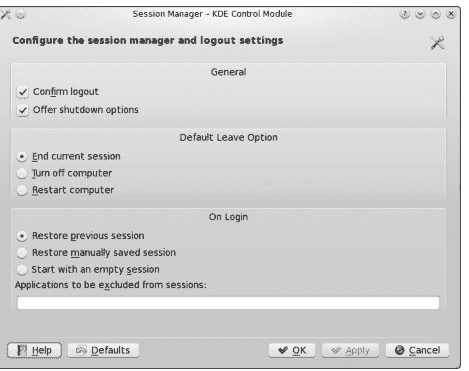 Session Manager – KDE Control Module
Configure the session manager and logout settings
General
Confirm logout
Offer shutdown options
Default Leave Option
End current session
Turn off computer
Restart computer
On Login
Restore previous session
Restore manually saved session
Start with an empty session
Applications to be excluded from sessions:
Help Defaults OK Apply Cancel